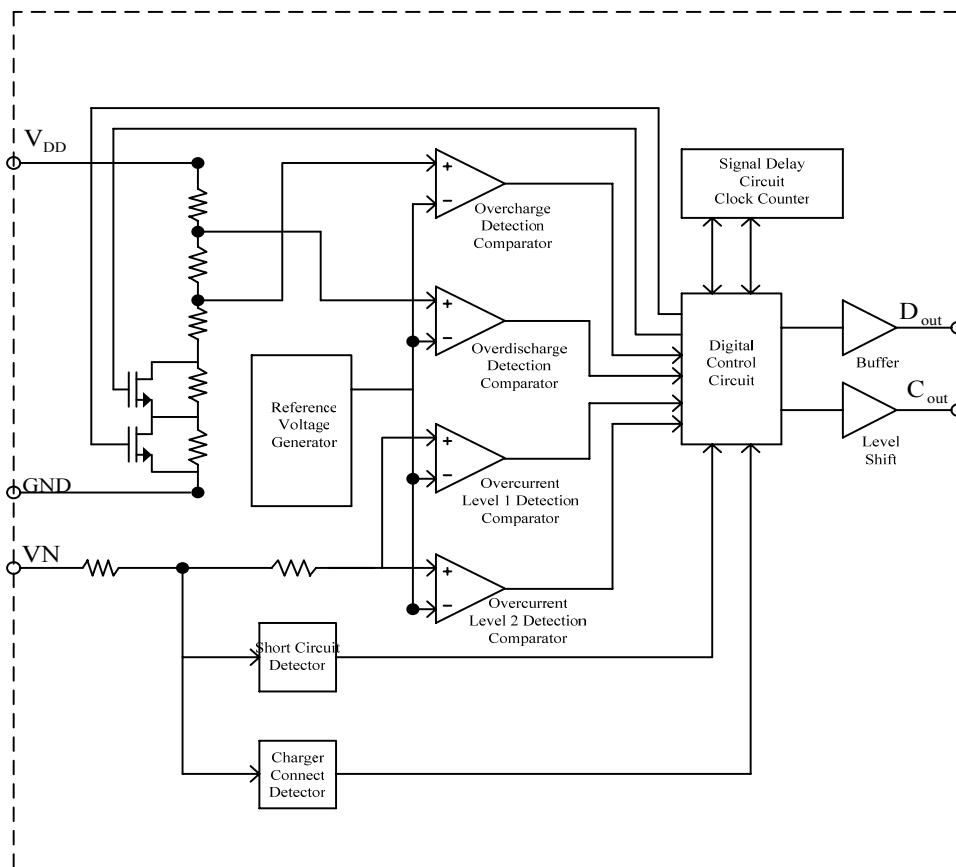 V DD
Signal Delay
Circuit
Clock Counter
+
−
Overcharge
Detection
Comparator
+
−
Overdischarge
Detection
Comparator
Digital
Control
Circuit
D out
Buffer
C out
Level
Shift
Reference
Voltage
Generator
+
−
Overcurrent
Level 1 Detection
Comparator
GND
VN
+
−
Overcurrent
Level 2 Detection
Comparator
Short Circuit
Detector
Charger
Connect
Detector